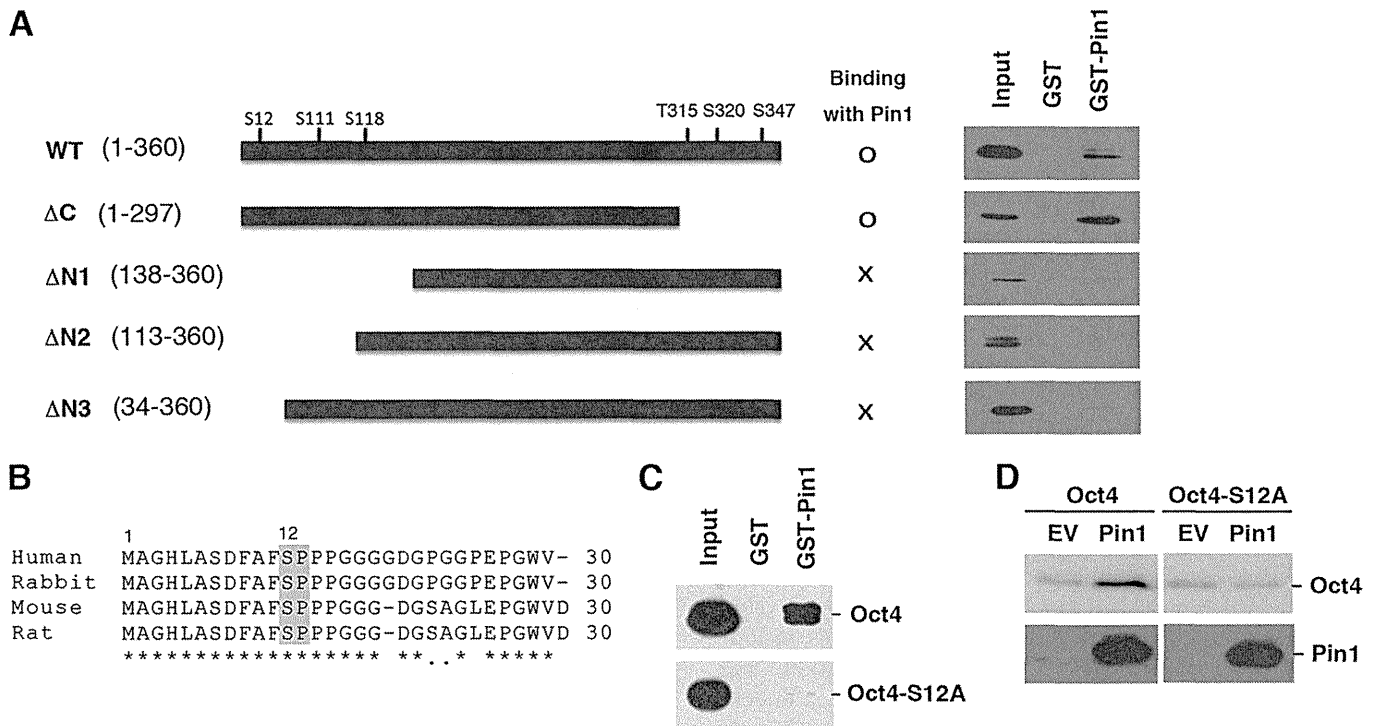 A
Input
GST
GST-Pin1
Binding
with Pin1
S12 S111 S118 T315 S320 S347
WT (1-360) O
ΔC (1-297) O
ΔN1 (138-360) X
ΔN2 (113-360) X
ΔN3 (34-360) X
B
1 12
Human MAGHLASDFAFSPPPGGGGDGPGGPEPGWV- 30
Rabbit MAGHLASDFAFSPPPGGGGDGPGGPEPGWV- 30
Mouse MAGHLASDFAFSPPPGGG-DGSAGLEPGWVD 30
Rat MAGHLASDFAFSPPPGGG-DGSAGLEPGWVD 30
****************** **..* *****
C
Input
GST
GST-Pin1
Oct4
Oct4-S12A
D
Oct4 Oct4-S12A
EV Pin1 EV Pin1
Oct4
Pin1